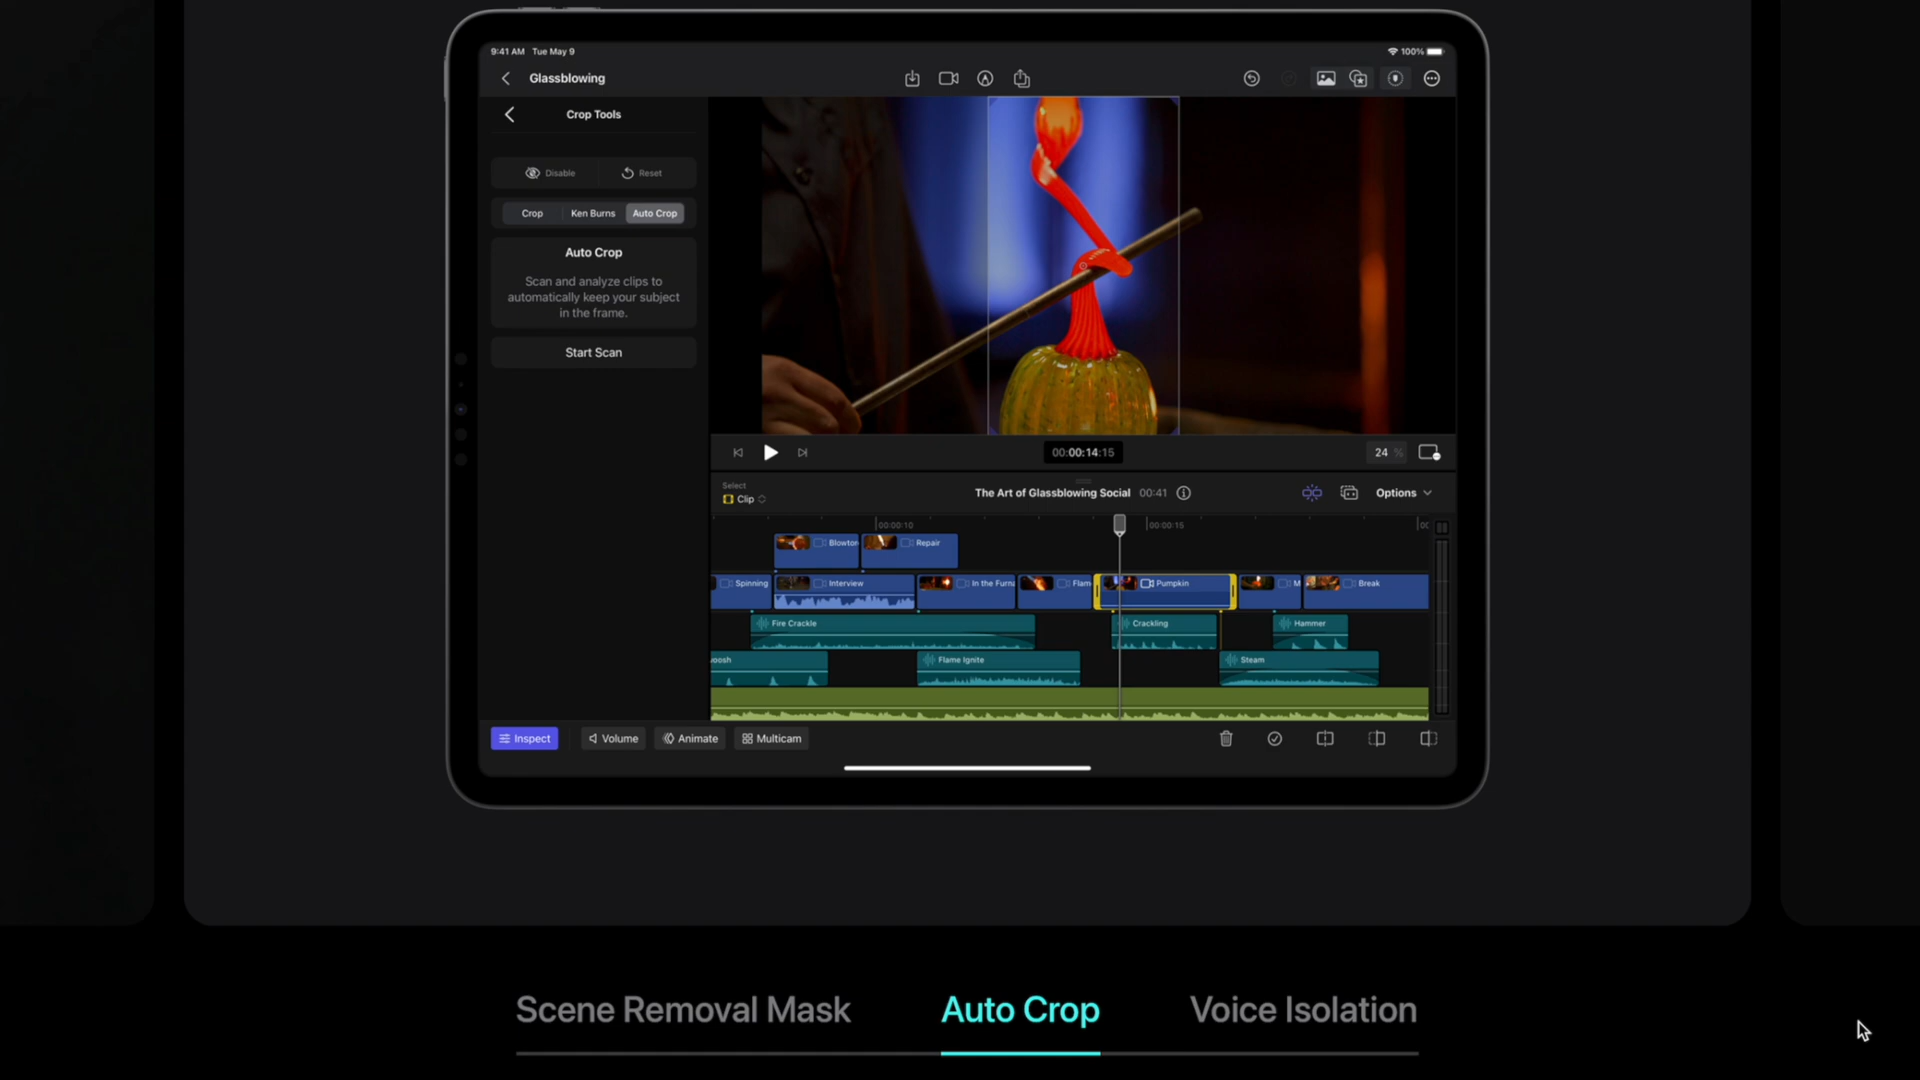 9:41 AM Tue May 9
100%
Glassblowing
Crop Tools
Disable
Reset
Crop
Ken Burns
Auto Crop
Auto Crop
Scan and analyze clips to
automatically keep your subject
in the frame.
Start Scan
00:00:14:15
24 %
Select
Clip
The Art of Glassblowing Social 00:41
Options
00:00:10
00:00:15
00
Blowtor
Repair
Spinning
Interview
In the Furna
Flam
Pumpkin
M
Break
Fire Crackle
Crackling
Hammer
oosh
Flame Ignite
Steam
Inspect
Volume
Animate
Multicam
Scene Removal Mask
Auto Crop
Voice Isolation